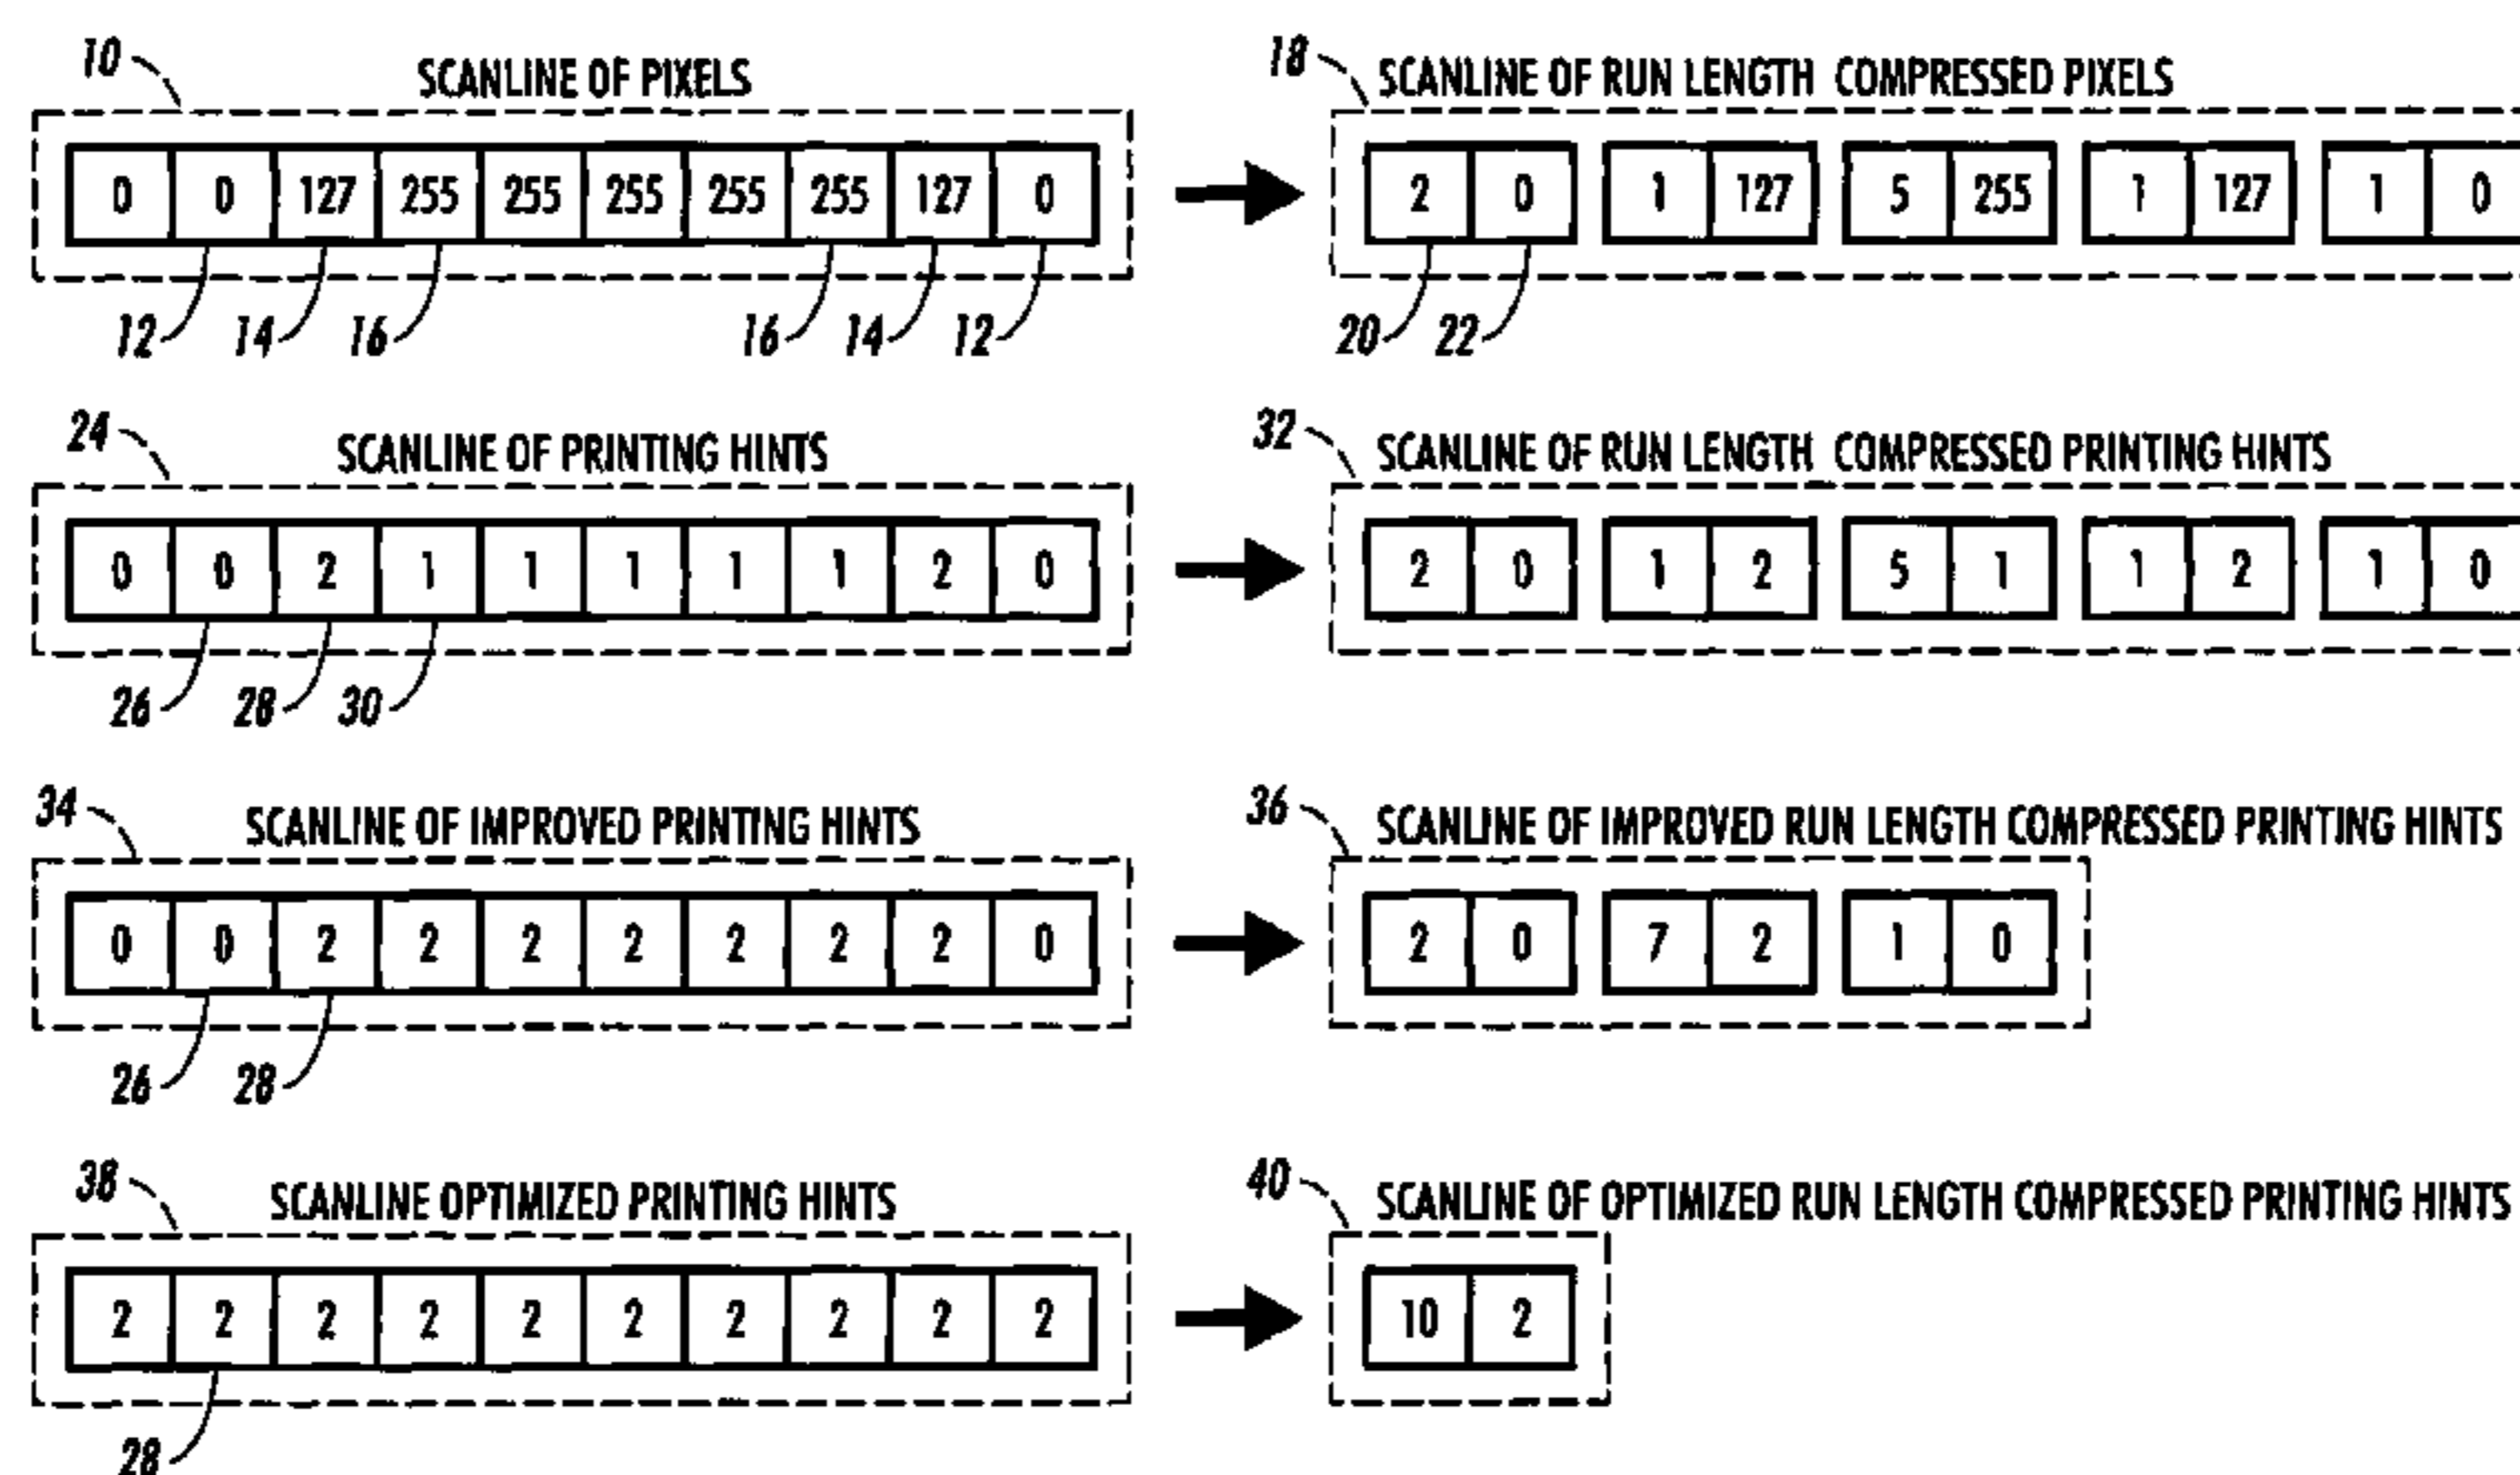 10
SCANLINE OF PIXELS
0 0 127 255 255 255 255 255 127 0
12 14 16 16 14 12
18
SCANLINE OF RUN LENGTH COMPRESSED PIXELS
2 0 1 127 5 255 1 127 1 0
20 22
24
SCANLINE OF PRINTING HINTS
0 0 2 1 1 1 1 1 2 0
26 28 30
32
SCANLINE OF RUN LENGTH COMPRESSED PRINTING HINTS
2 0 1 2 5 1 1 2 1 0
34
SCANLINE OF IMPROVED PRINTING HINTS
0 0 2 2 2 2 2 2 2 0
26 28
36
SCANLINE OF IMPROVED RUN LENGTH COMPRESSED PRINTING HINTS
2 0 7 2 1 0
38
SCANLINE OPTIMIZED PRINTING HINTS
2 2 2 2 2 2 2 2 2 2
28
40
SCANLINE OF OPTIMIZED RUN LENGTH COMPRESSED PRINTING HINTS
10 2